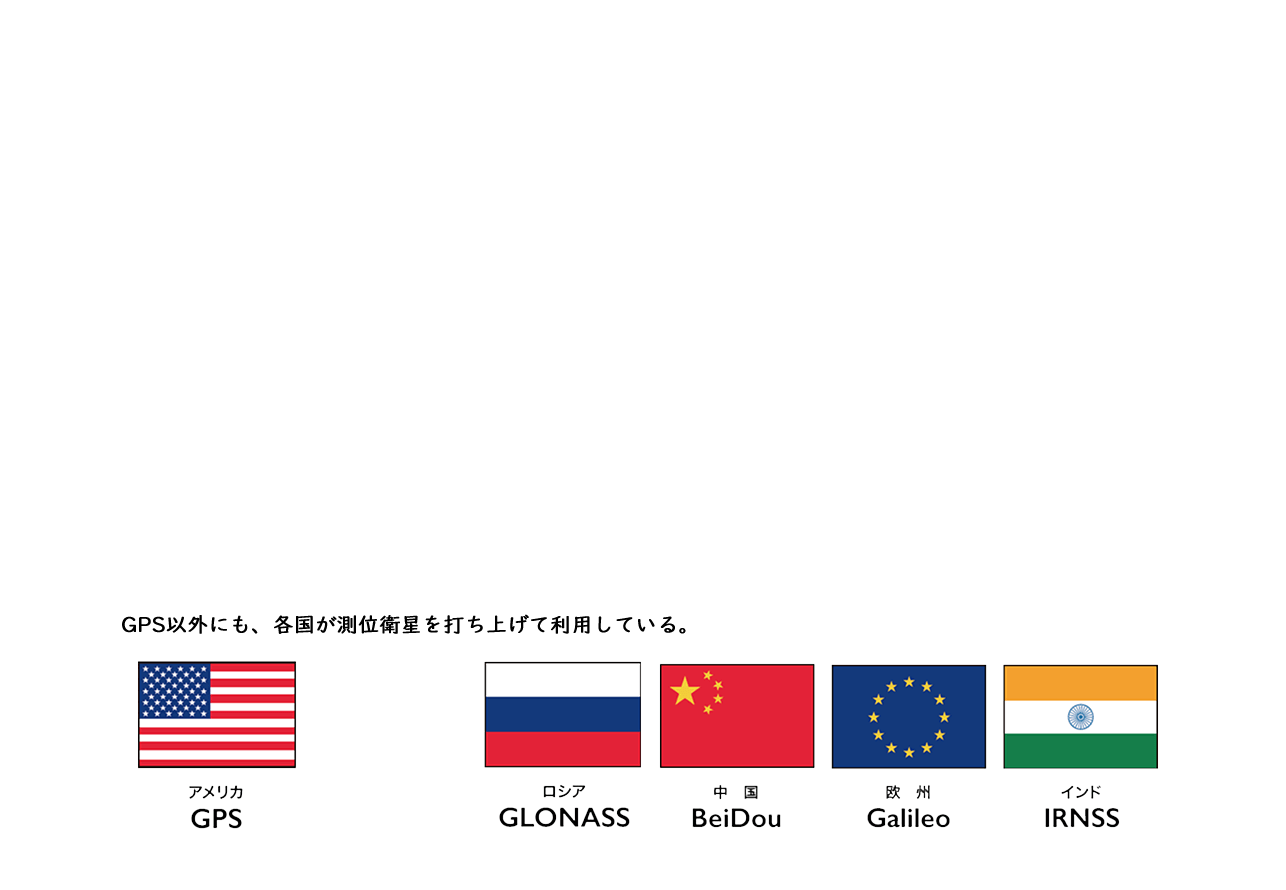 GPS以外にも、各国が測位衛星を打ち上げて利用している。
アメリカ
GPS
ロシア
GLONASS
中　国
BeiDou
欧　州
Galileo
インド
IRNSS